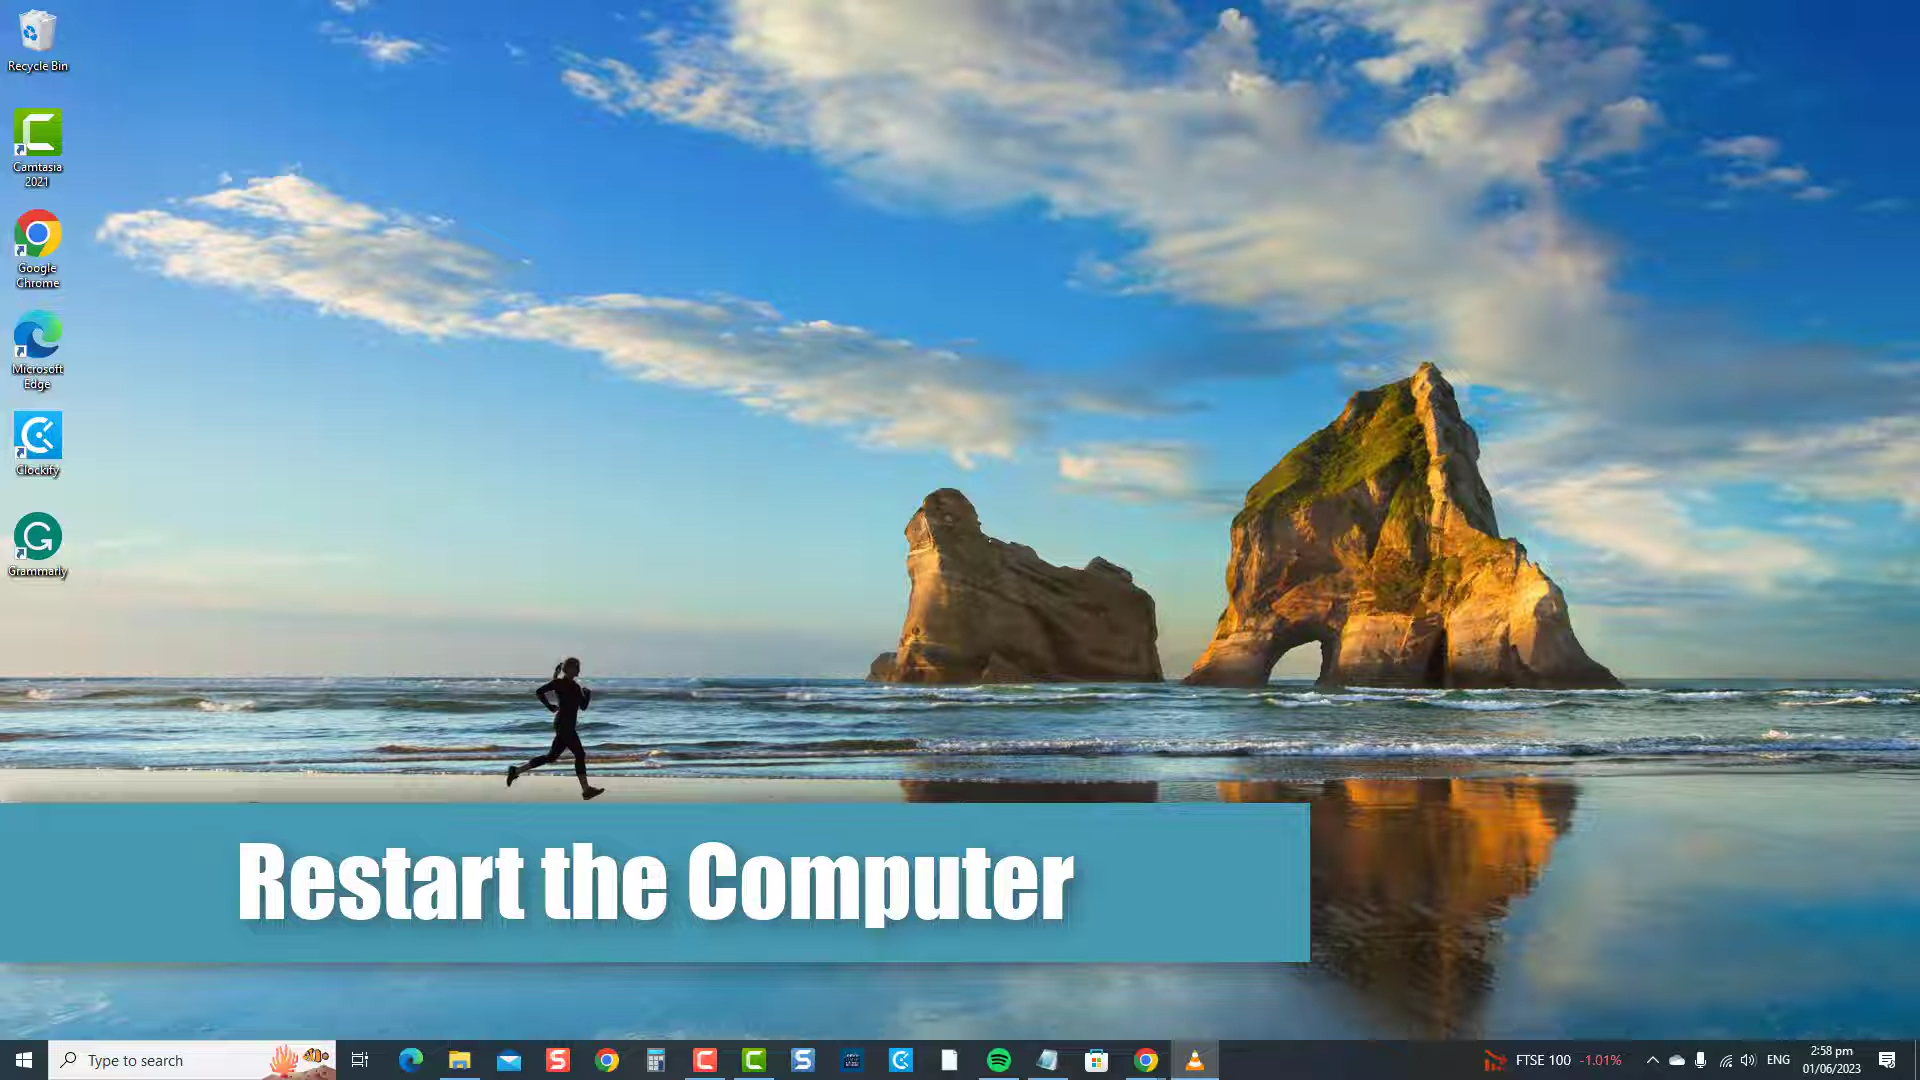 Recycle Bin
Camtasia
2021
Google
Chrome
Microsoft
Edge
Clockify
Grammarly
Restart the Computer
Type to search
FTSE 100 -1.01%
ENG
2:58 pm
01/06/2023